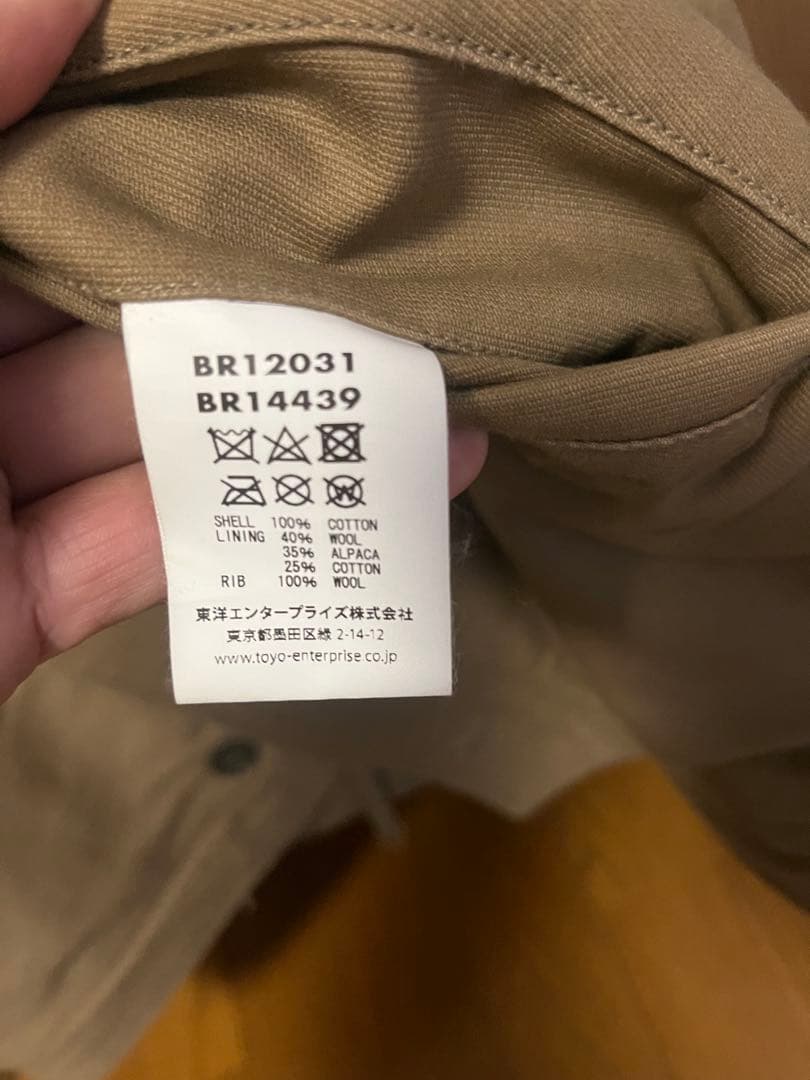 BR12031
BR14439
SHELL 100% COTTON
LINING 40% WOOL
35% ALPACA
25% COTTON
RIB 100% WOOL
東洋エンタープライズ株式会社
東京都墨田区緑 2-14-12
www.toyo-enterprise.co.jp